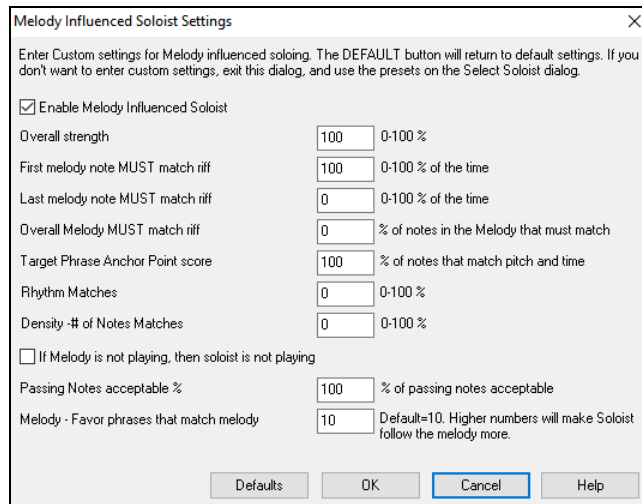 Melody Influenced Soloist Settings
Enter Custom settings for Melody influenced soloing. The DEFAULT button will return to default settings. If you
don't want to enter custom settings, exit this dialog, and use the presets on the Select Soloist dialog.
Enable Melody Influenced Soloist
Overall strength 100 0-100 %
First melody note MUST match riff 100 0-100 % of the time
Last melody note MUST match riff 0 0-100 % of the time
Overall Melody MUST match riff 0 % of notes in the Melody that must match
Target Phrase Anchor Point score 100 % of notes that match pitch and time
Rhythm Matches 0 0-100 %
Density -# of Notes Matches 0 0-100 %
If Melody is not playing, then soloist is not playing
Passing Notes acceptable % 100 % of passing notes acceptable
Melody - Favor phrases that match melody 10 Default=10. Higher numbers will make Soloist
follow the melody more.
Defaults OK Cancel Help